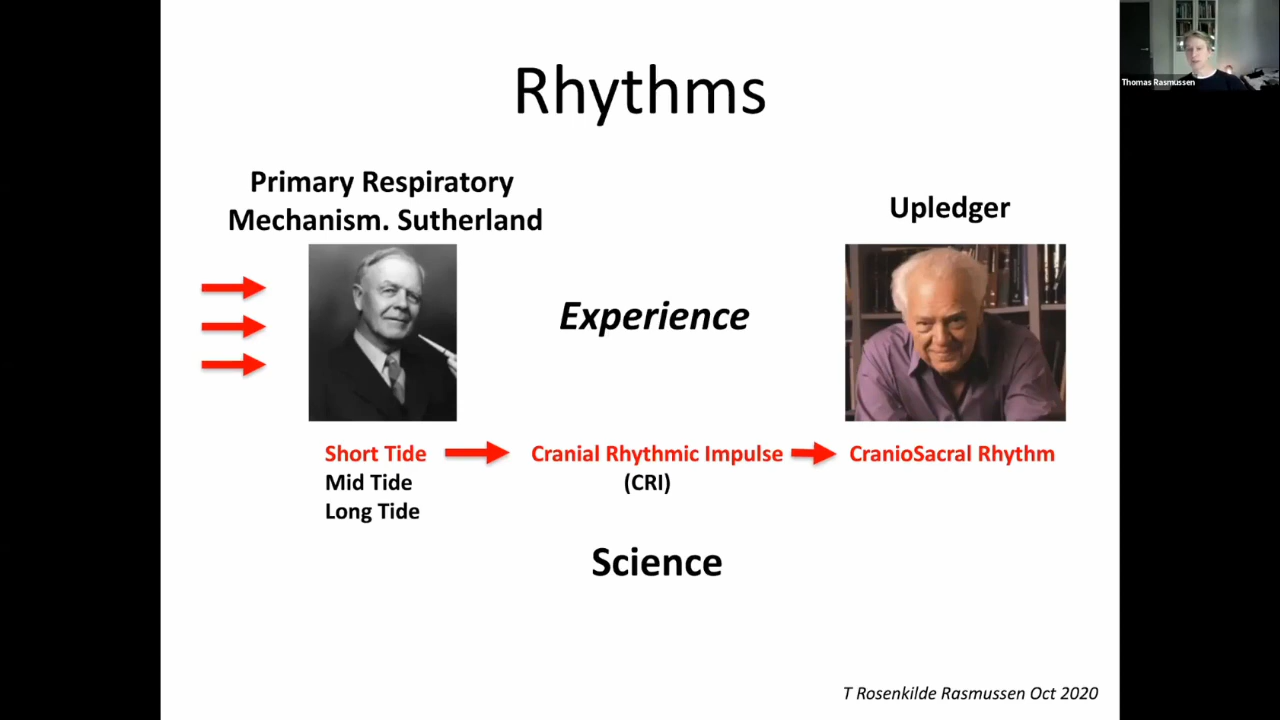 Thomas Rasmussen
Rhythms
Primary Respiratory
Mechanism. Sutherland
Upledger
Experience
Short Tide
Cranial Rhythmic Impulse
CranioSacral Rhythm
Mid Tide
(CRI)
Long Tide
Science
T Rosenkilde Rasmussen Oct 2020